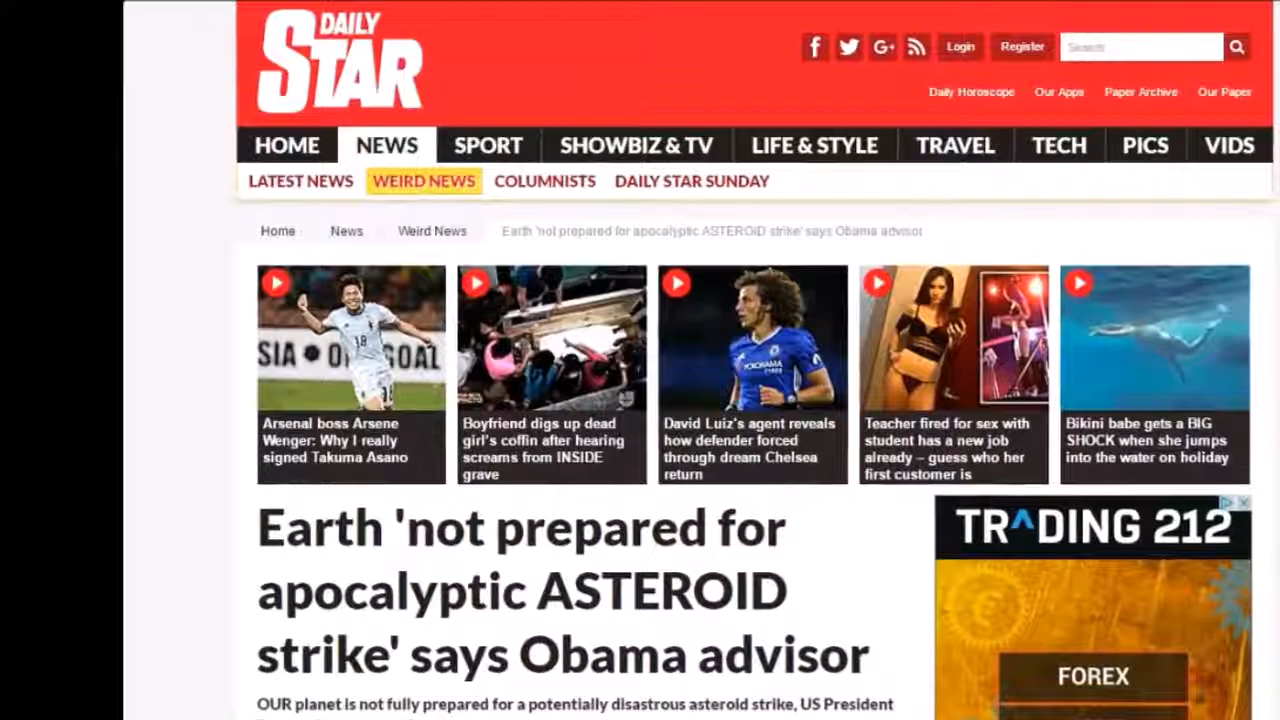 DAILY
STAR
f
G+
Login
Register
Search
Daily Horoscope
Our Apps
Paper Archive
Our Paper
HOME
NEWS
SPORT
SHOWBIZ & TV
LIFE & STYLE
TRAVEL
TECH
PICS
VIDS
LATEST NEWS
WEIRD NEWS
COLUMNISTS
DAILY STAR SUNDAY
Home
News
Weird News
Earth 'not prepared for apocalyptic ASTEROID strike' says Obama advisor
SIA
GOAL
18
YOKOHAMA
Arsenal boss Arsene
Wenger: Why I really
signed Takuma Asano
Boyfriend digs up dead
girl's coffin after hearing
screams from INSIDE
grave
David Luiz's agent reveals
how defender forced
through dream Chelsea
return
Teacher fired for sex with
student has a new job
already – guess who her
first customer is
Bikini babe gets a BIG
SHOCK when she jumps
into the water on holiday
Earth 'not prepared for
apocalyptic ASTEROID
strike' says Obama advisor
OUR planet is not fully prepared for a potentially disastrous asteroid strike, US President
TRADING 212
FOREX